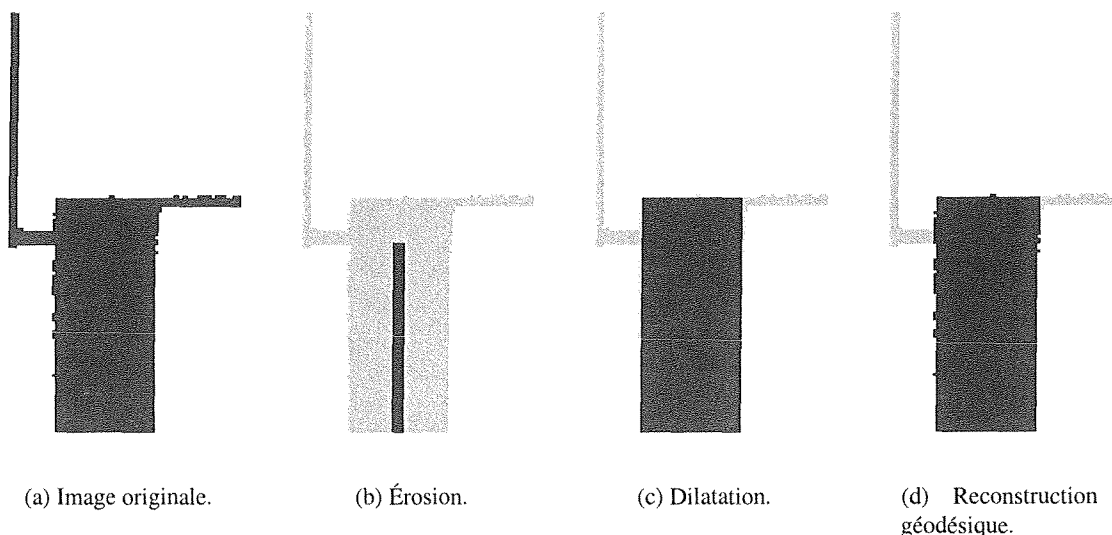 (a) Image originale.
(b) Érosion.
(c) Dilatation.
(d) Reconstruction
géodésique.